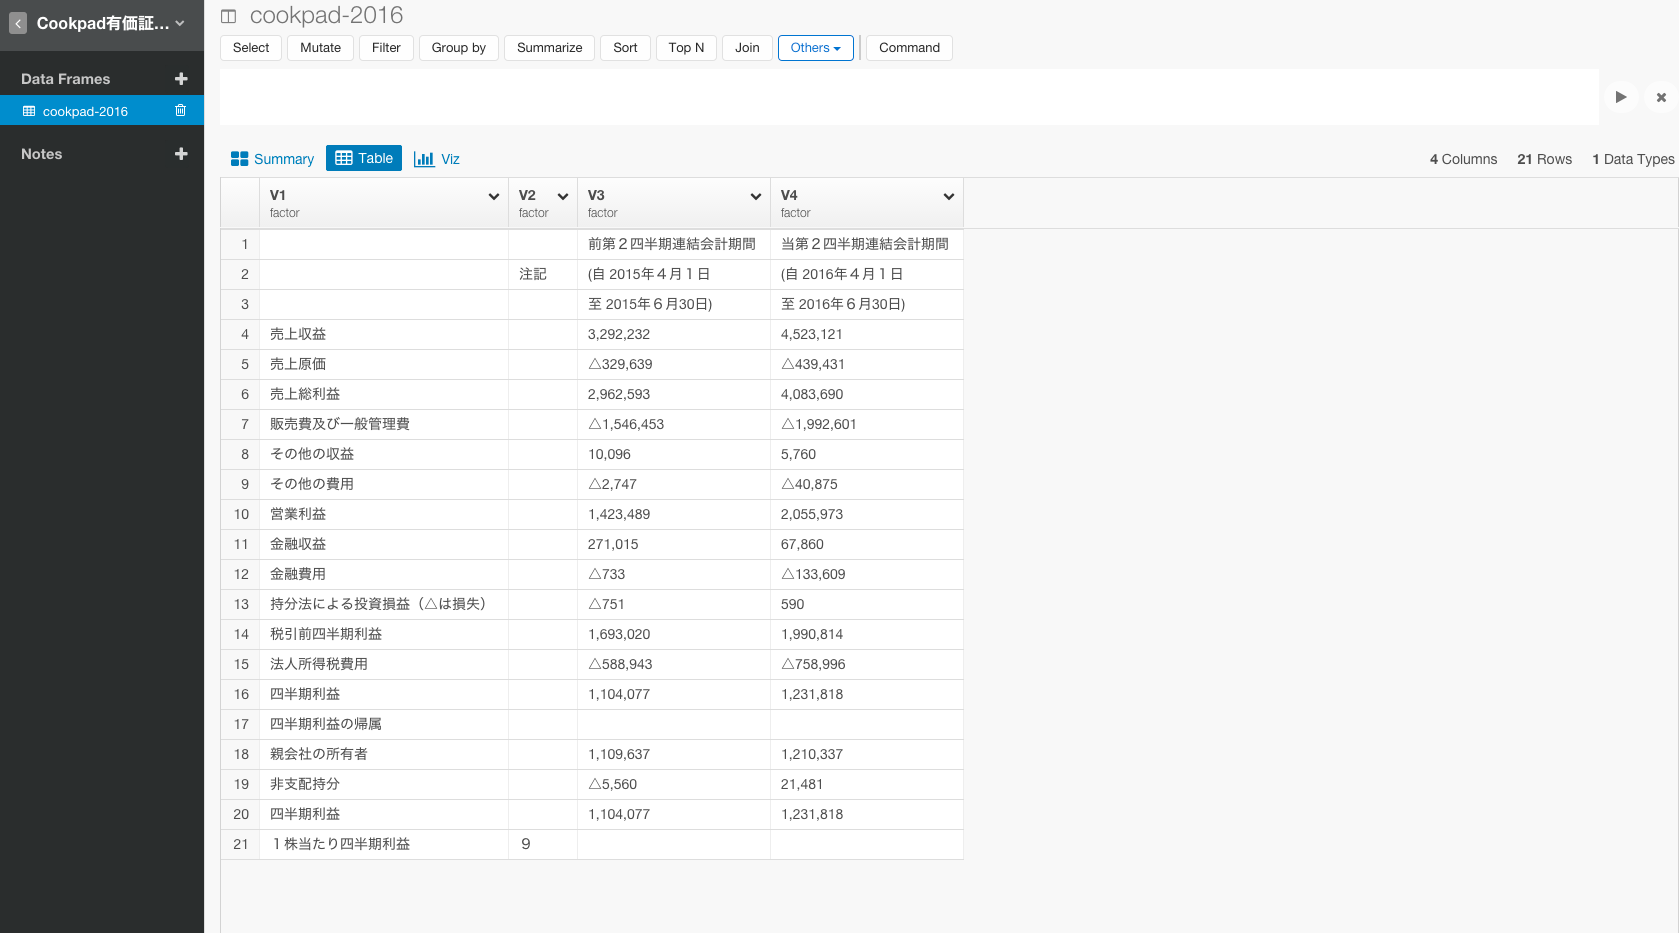 Cookpad有価証...
Data Frames
cookpad-2016
Notes
cookpad-2016
Select Mutate Filter Group by Summarize Sort Top N Join Others Command
Summary Table Viz
4 Columns 21 Rows 1 Data Types
V1 V2 V3 V4
factor factor factor factor
1 前第２四半期連結会計期間 当第２四半期連結会計期間
2 注記 (自 2015年４月１日 (自 2016年４月１日
3 至 2015年６月30日) 至 2016年６月30日)
4 売上収益 3,292,232 4,523,121
5 売上原価 △329,639 △439,431
6 売上総利益 2,962,593 4,083,690
7 販売費及び一般管理費 △1,546,453 △1,992,601
8 その他の収益 10,096 5,760
9 その他の費用 △2,747 △40,875
10 営業利益 1,423,489 2,055,973
11 金融収益 271,015 67,860
12 金融費用 △733 △133,609
13 持分法による投資損益（△は損失） △751 590
14 税引前四半期利益 1,693,020 1,990,814
15 法人所得税費用 △588,943 △758,996
16 四半期利益 1,104,077 1,231,818
17 四半期利益の帰属
18 親会社の所有者 1,109,637 1,210,337
19 非支配持分 △5,560 21,481
20 四半期利益 1,104,077 1,231,818
21 １株当たり四半期利益 ９